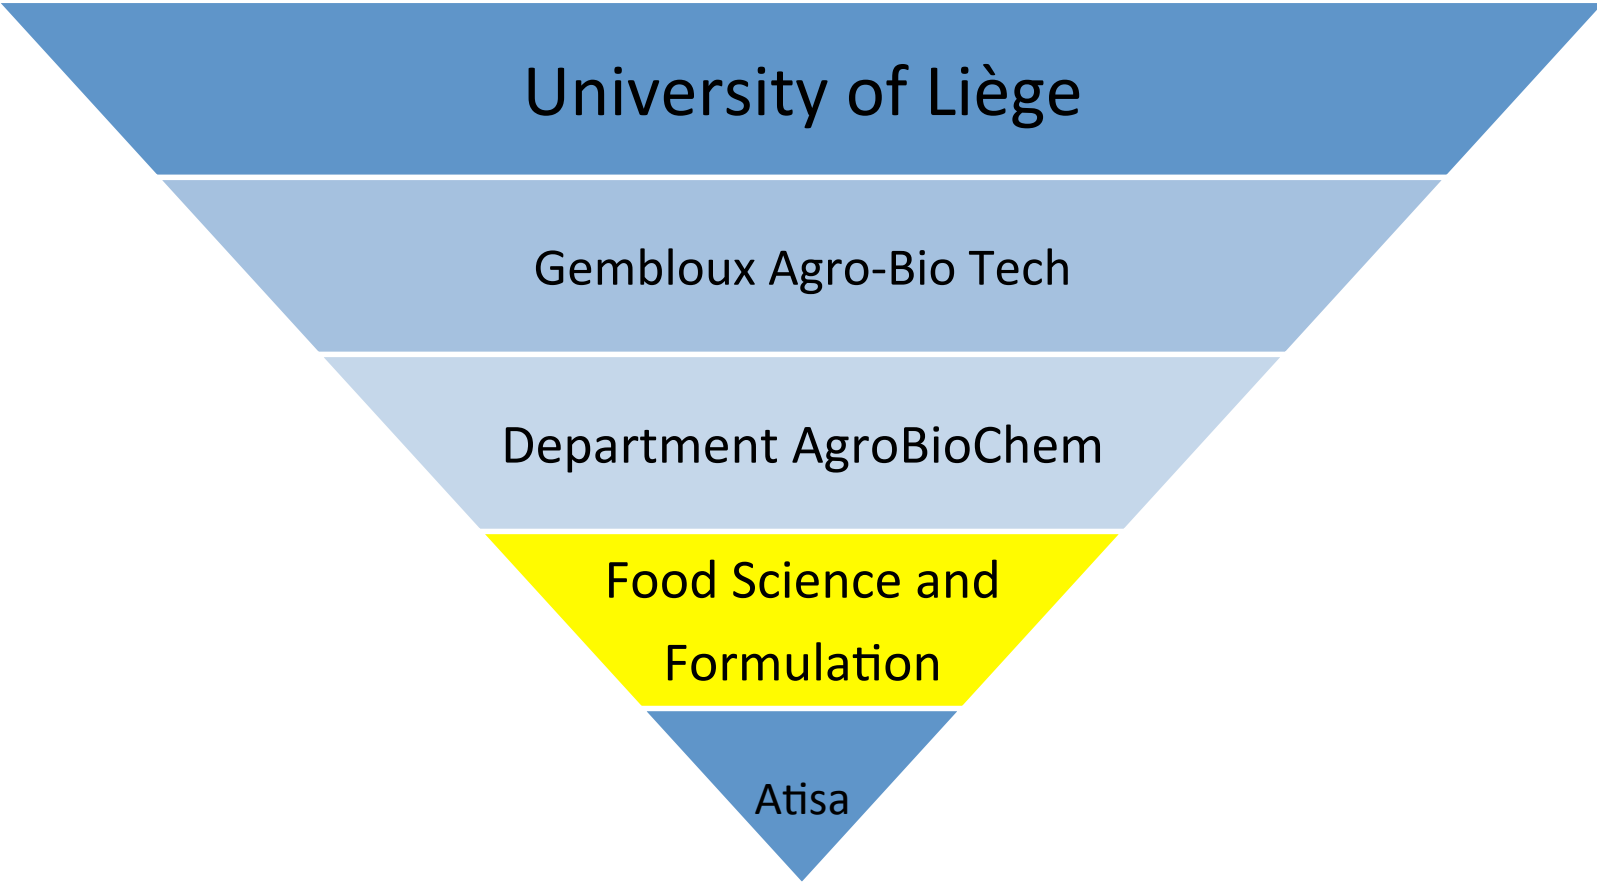 University of Liège
Gembloux Agro-Bio Tech
Department AgroBioChem
Food Science and
Formulation
Atisa